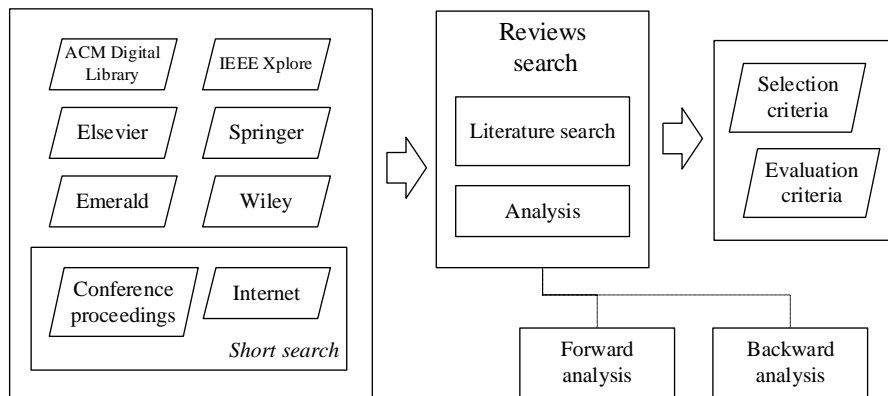 ACM Digital
Library
IEEE Xplore
Elsevier
Springer
Emerald
Wiley
Conference
proceedings
Internet
Short search
Reviews
search
Literature search
Analysis
Selection
criteria
Evaluation
criteria
Forward
analysis
Backward
analysis